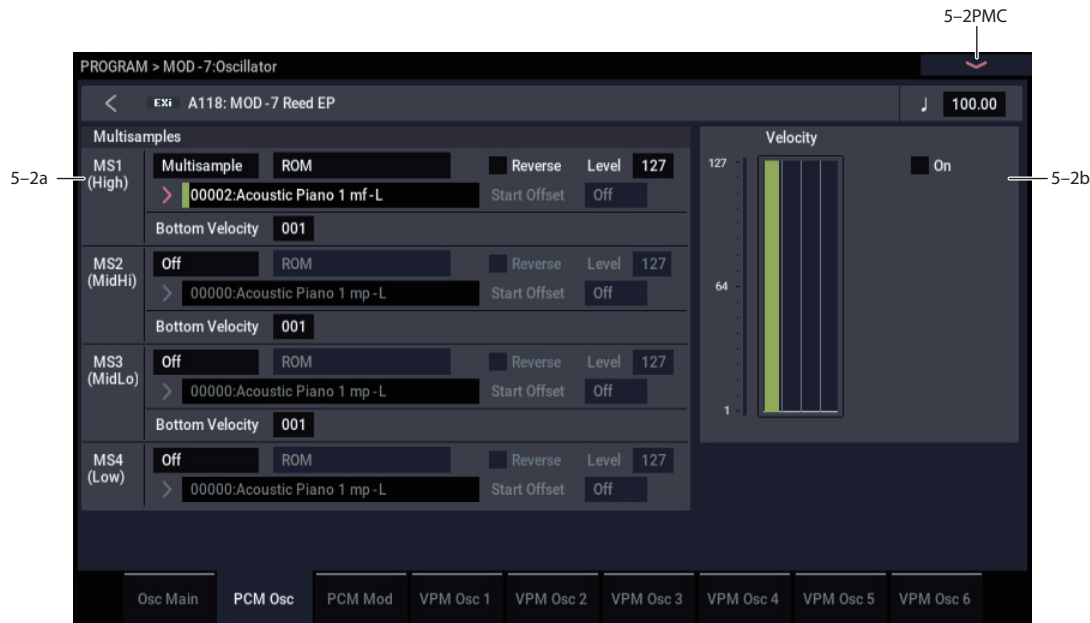 5–2PMC
PROGRAM > MOD-7:Oscillator
EXi A118: MOD-7 Reed EP
♩ 100.00
Multisamples
Velocity
5–2a
MS1
(High)
Multisample ROM Reverse Level 127
00002:Acoustic Piano 1 mf-L Start Offset Off
Bottom Velocity 001
MS2
(MidHi)
Off ROM Reverse Level 127
00000:Acoustic Piano 1 mp-L Start Offset Off
Bottom Velocity 001
MS3
(MidLo)
Off ROM Reverse Level 127
00000:Acoustic Piano 1 mp-L Start Offset Off
Bottom Velocity 001
MS4
(Low)
Off ROM Reverse Level 127
00000:Acoustic Piano 1 mp-L Start Offset Off
127
64
1
On
5–2b
Osc Main PCM Osc PCM Mod VPM Osc 1 VPM Osc 2 VPM Osc 3 VPM Osc 4 VPM Osc 5 VPM Osc 6